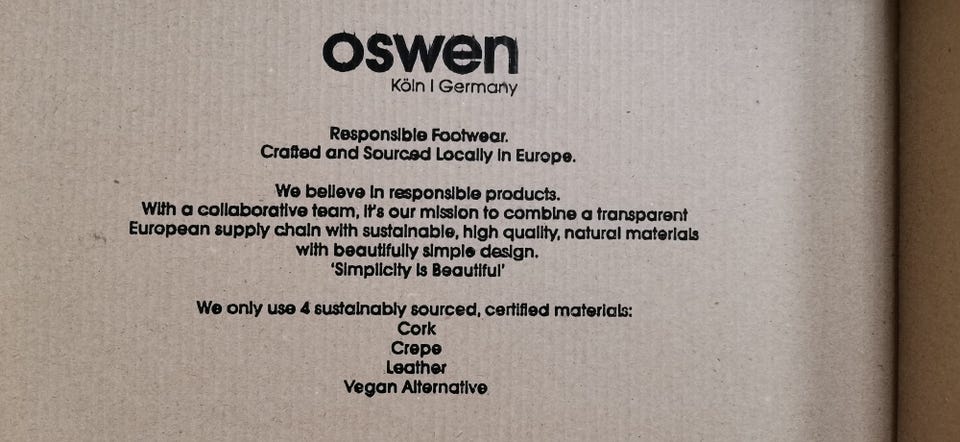 oswen
Köln | Germany
Responsible Footwear.
Crafted and Sourced Locally in Europe.
We believe in responsible products.
With a collaborative team, it's our mission to combine a transparent
European supply chain with sustainable, high quality, natural materials
with beautifully simple design.
'Simplicity is Beautiful'
We only use 4 sustainably sourced, certified materials:
Cork
Crepe
Leather
Vegan Alternative